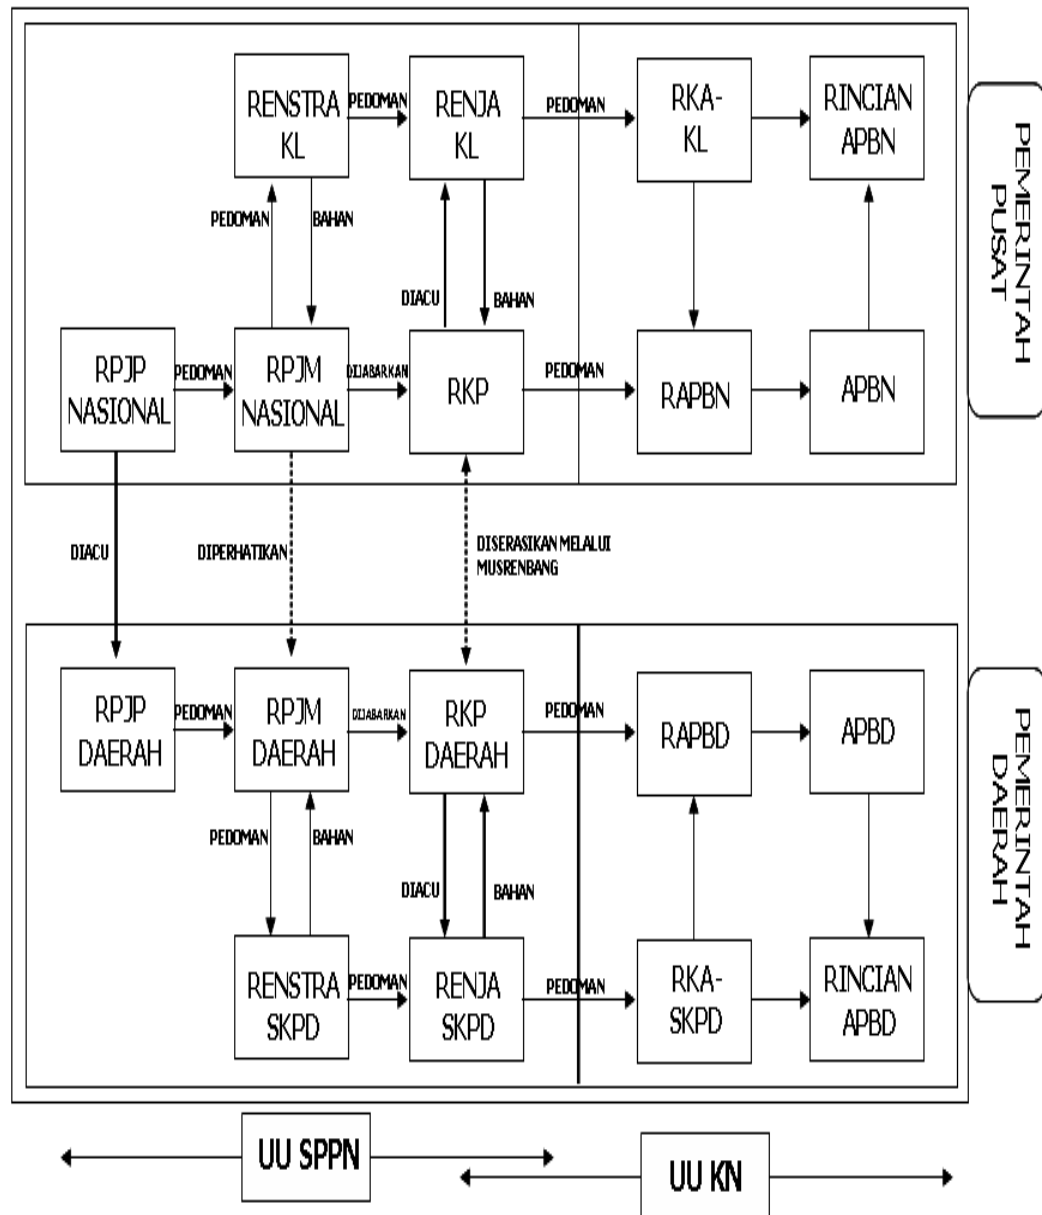 RENSTRA
KL
PEDOMAN
RENJA
KL
PEDOMAN
RKA-
KL
RINCIAN
APBN
PEMERINTAH
PUSAT
PEDOMAN
BAHAN
DIACU
BAHAN
RPJP
NASIONAL
PEDOMAN
RPJM
NASIONAL
DIJABARKAN
RKP
PEDOMAN
RAPBN
APBN
DIACU
DIPERHATIKAN
DISERASIKAN MELALUI
MUSRENBANG
RPJP
DAERAH
PEDOMAN
RPJM
DAERAH
DIJABARKAN
RKP
DAERAH
PEDOMAN
RAPBD
APBD
PEMERINTAH
DAERAH
PEDOMAN
BAHAN
DIACU
BAHAN
RENSTRA
SKPD
PEDOMAN
RENJA
SKPD
PEDOMAN
RKA-
SKPD
RINCIAN
APBD
UU SPPN
UU KN